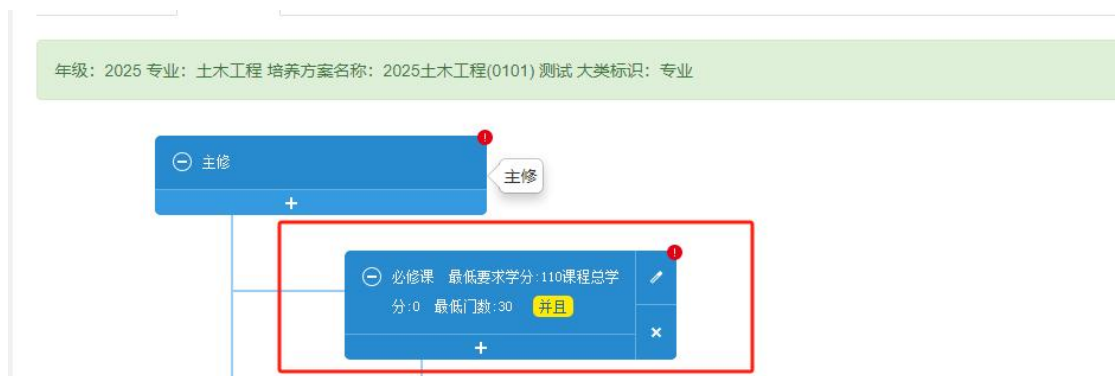 年级：2025 专业：土木工程 培养方案名称：2025土木工程(0101) 测试 大类标识：专业
主修
主修
必修课 最低要求学分:110课程总学
分:0 最低门数:30 并且